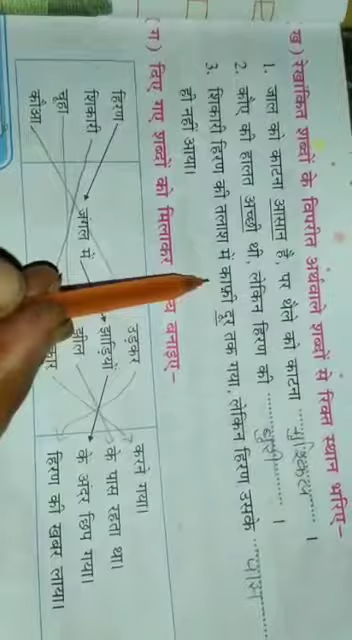 ख) रेखांकित शब्दों के विपरीत अर्थवाले शब्दों से रिक्त स्थान भरिए–
1. जाल को काटना आसान है, पर थैले को काटना ..मुश्किल.... ।
2. कौए की हालत अच्छी थी, लेकिन हिरण की ....बुरी.... ।
3. शिकारी हिरण की तलाश में काफ़ी दूर तक गया, लेकिन हिरण उसके ..पास..
ही नहीं आया।
(ग) दिए गए शब्दों को मिलाकर बनाइए–
हिरण
शिकारी
चूहा
कौआ
जंगल में
उड़कर
झाड़ियों
झील
करने गया।
के पास रहता था।
के अंदर छिप गया।
हिरण की खबर लाया।